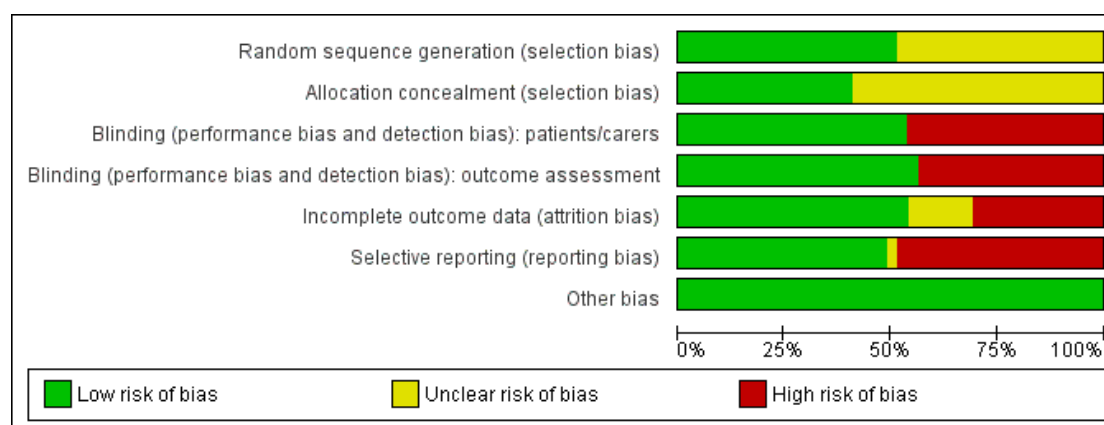 Random sequence generation (selection bias)
Allocation concealment (selection bias)
Blinding (performance bias and detection bias): patients/carers
Blinding (performance bias and detection bias): outcome assessment
Incomplete outcome data (attrition bias)
Selective reporting (reporting bias)
Other bias
0% 25% 50% 75% 100%
Low risk of bias Unclear risk of bias High risk of bias